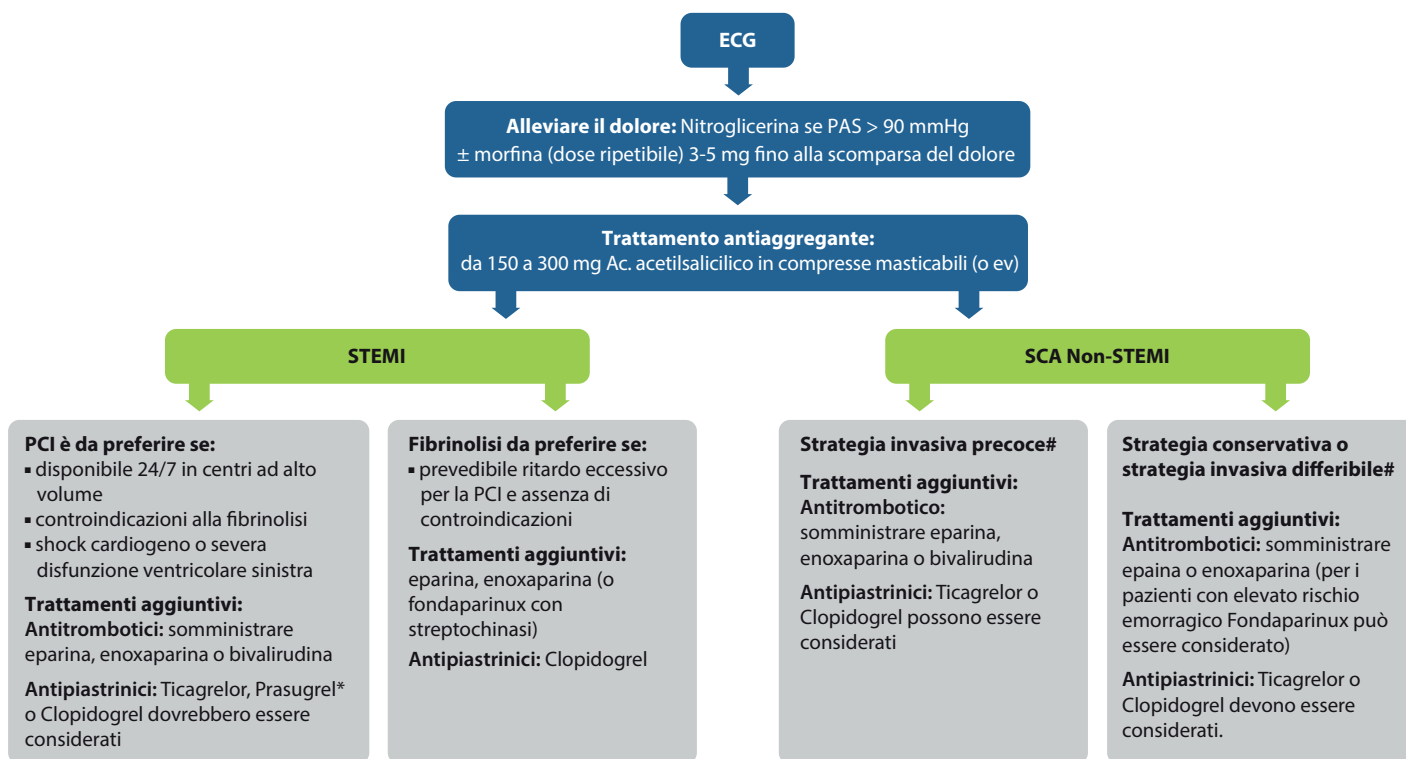 ECG
Alleviare il dolore: Nitroglicerina se PAS > 90 mmHg
± morfina (dose ripetibile) 3-5 mg fino alla scomparsa del dolore
Trattamento antiaggregante:
da 150 a 300 mg Ac. acetilsalicilico in compresse masticabili (o ev)
STEMI
SCA Non-STEMI
PCI è da preferire se:
▪ disponibile 24/7 in centri ad alto
volume
▪ controindicazioni alla fibrinolisi
▪ shock cardiogeno o severa
disfunzione ventricolare sinistra
Trattamenti aggiuntivi:
Antitrombotici: somministrare
eparina, enoxaparina o bivalirudina
Antipiastrinici: Ticagrelor, Prasugrel*
o Clopidogrel dovrebbero essere
considerati
Fibrinolisi da preferire se:
▪ prevedibile ritardo eccessivo
per la PCI e assenza di
controindicazioni
Trattamenti aggiuntivi:
eparina, enoxaparina (o
fondaparinux con
streptochinasi)
Antipiastrinici: Clopidogrel
Strategia invasiva precoce#
Trattamenti aggiuntivi:
Antitrombotico:
somministrare eparina,
enoxaparina o bivalirudina
Antipiastrinici: Ticagrelor o
Clopidogrel possono essere
considerati
Strategia conservativa o
strategia invasiva differibile#
Trattamenti aggiuntivi:
Antitrombotici: somministrare
epaina o enoxaparina (per i
pazienti con elevato rischio
emorragico Fondaparinux può
essere considerato)
Antipiastrinici: Ticagrelor o
Clopidogrel devono essere
considerati.